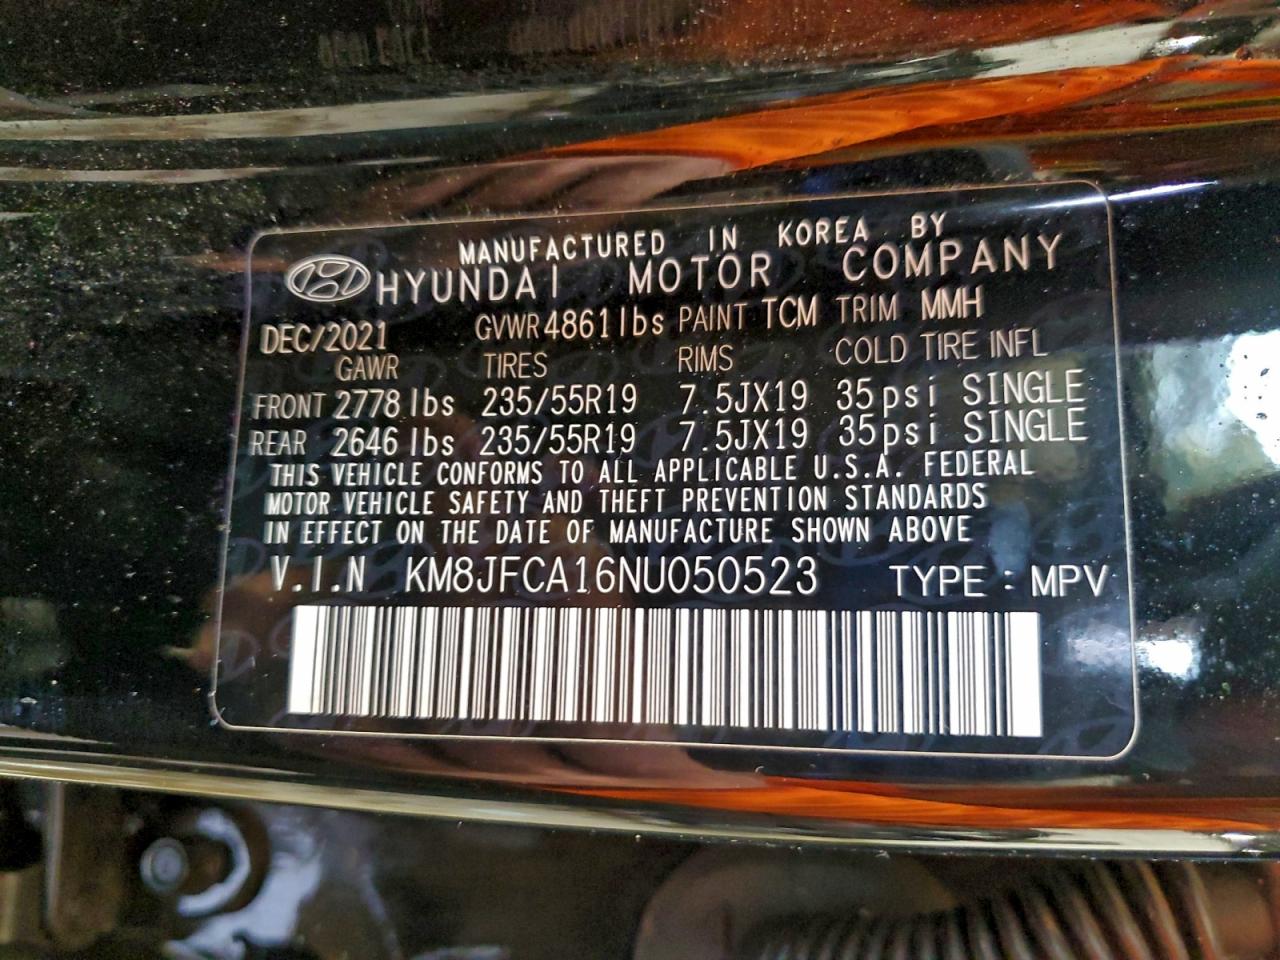 MANUFACTURED IN KOREA BY
HYUNDAI MOTOR COMPANY
DEC/2021 GVWR 4861lbs PAINT TCM TRIM MMH
GAWR TIRES RIMS COLD TIRE INFL
FRONT 2778 lbs 235/55R19 7.5JX19 35psi SINGLE
REAR 2646 lbs 235/55R19 7.5JX19 35psi SINGLE
THIS VEHICLE CONFORMS TO ALL APPLICABLE U.S.A. FEDERAL
MOTOR VEHICLE SAFETY AND THEFT PREVENTION STANDARDS
IN EFFECT ON THE DATE OF MANUFACTURE SHOWN ABOVE
V.I.N KM8JFCA16NU050523 TYPE : MPV